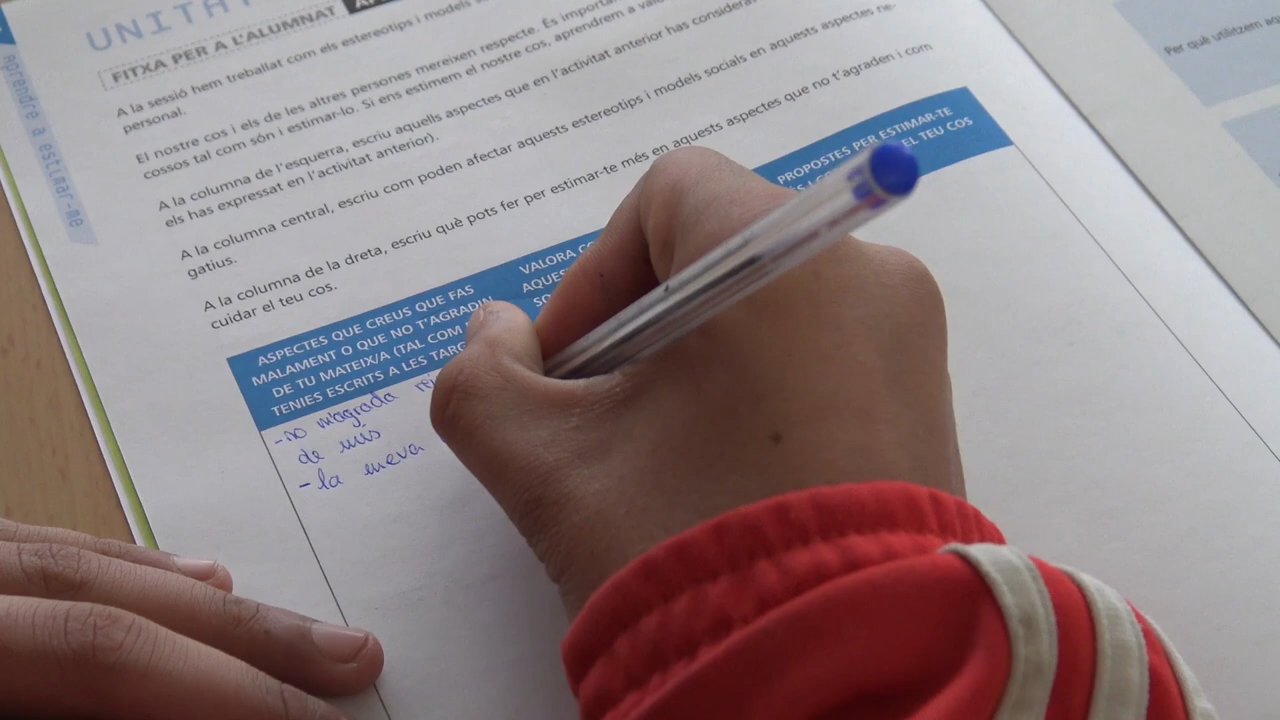 UNITAT
FITXA PER A L'ALUMNAT
aprendre a estimar-me
A la sessió hem treballat com els estereotips i models
personal.
El nostre cos i els de les altres persones mereixen respecte. És important
cossos tal com són i estimar-lo. Si ens estimem el nostre cos, aprendrem a
A la columna de l'esquerra, escriu aquells aspectes que en l'activitat anterior has
els has expressat en l'activitat anterior).
A la columna central, escriu com poden afectar aquests estereotips i models socials en aquests aspectes ne-
gatius.
A la columna de la dreta, escriu què pots fer per estimar-te més en aquests aspectes que no t'agraden i com
cuidar el teu cos.
ASPECTES QUE CREUS QUE FAS
MALAMENT O QUE NO T'AGRADIN
DE TU MATEIX/A (TAL COM
TENIES ESCRITS A LES
VALORA
PROPOSTES PER ESTIMAR-TE
EL TEU COS
- no m'agrada
de mis
- la meva
Per què utilitzem